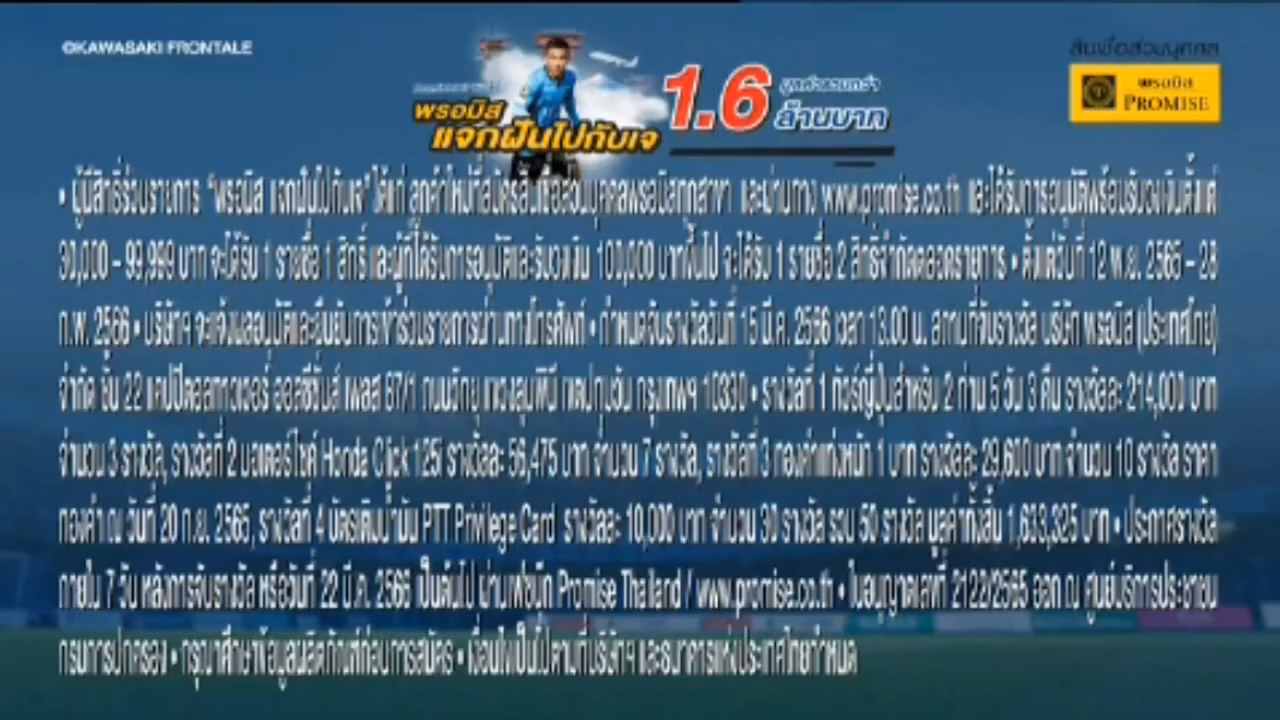 ©KAWASAKI FRONTALE
สินเชื่อส่วนบุคคล
พรอมิส
PROMISE
พรอมิส
แจกฝันไปกับเจ
1.6
มูลค่ารวมกว่า
ล้านบาท
• ผู้มีสิทธิ์ร่วมรายการ "พรอมิส แจกฝันไปกับเจ" ได้แก่ ลูกค้าใหม่ที่สมัครสินเชื่อส่วนบุคคลพรอมิสทุกสาขา และผ่านทาง www.promise.co.th และได้รับการอนุมัติพร้อมรับวงเงินตั้งแต่
30,000 – 99,999 บาท จะได้รับ 1 รายชื่อ 1 สิทธิ์ และผู้ที่ได้รับการอนุมัติและรับวงเงิน 100,000 บาทขึ้นไป จะได้รับ 1 รายชื่อ 2 สิทธิ์จำกัดตลอดรายการ • ตั้งแต่วันที่ 12 พ.ย. 2565 – 28
ก.พ. 2566 • บริษัทฯ จะแจ้งผลอนุมัติและยืนยันการเข้าร่วมรายการผ่านทางโทรศัพท์ • กำหนดจับรางวัลวันที่ 15 มี.ค. 2566 เวลา 13.00 น. สถานที่จับรางวัล บริษัท พรอมิส (ประเทศไทย)
จำกัด ชั้น 22 แคปปิตอลทาวเวอร์ ออลซีซั่นส์ เพลส 87/1 ถนนวิทยุ แขวงลุมพินี เขตปทุมวัน กรุงเทพฯ 10330 • รางวัลที่ 1 ทัวร์ญี่ปุ่นสำหรับ 2 ท่าน 5 วัน 3 คืน รางวัลละ 214,000 บาท
จำนวน 3 รางวัล, รางวัลที่ 2 มอเตอร์ไซค์ Honda Click 125i รางวัลละ 56,475 บาท จำนวน 7 รางวัล, รางวัลที่ 3 ทองคำแท่งหนัก 1 บาท รางวัลละ 29,600 บาท จำนวน 10 รางวัล ราคา
ทองคำ ณ วันที่ 20 ก.ย. 2565, รางวัลที่ 4 บัตรเติมน้ำมัน PTT Privilege Card รางวัลละ 10,000 บาท จำนวน 30 รางวัล รวม 50 รางวัล มูลค่าทั้งสิ้น 1,633,325 บาท • ประกาศรางวัล
ภายใน 7 วัน หลังการจับรางวัล หรือวันที่ 22 มี.ค. 2566 เป็นต้นไป ผ่านเฟซบุ๊ก Promise Thailand / www.promise.co.th • ใบอนุญาตเลขที่ 2122/2565 ออก ณ ศูนย์บริการประชาชน
กรมการปกครอง • กรุณาศึกษาข้อมูลผลิตภัณฑ์ก่อนการสมัคร • เงื่อนไขเป็นไปตามที่บริษัทฯ และธนาคารแห่งประเทศไทยกำหนด